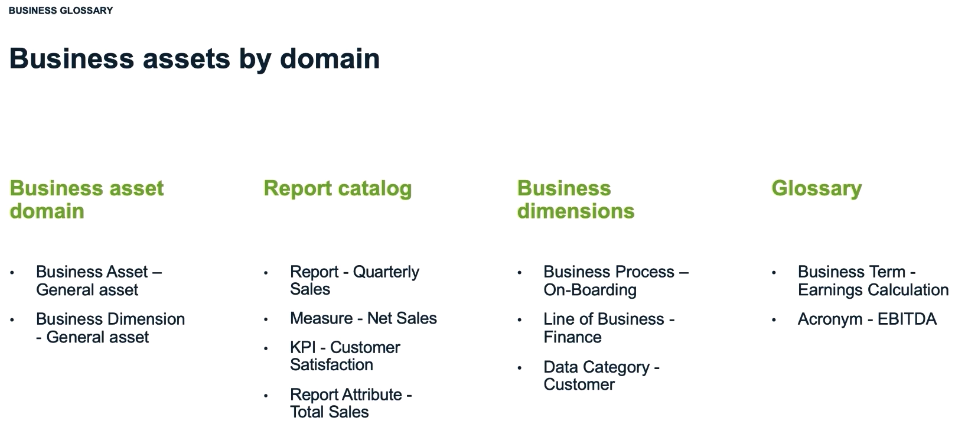 BUSINESS GLOSSARY
Business assets by domain
Business asset
domain
• Business Asset –
General asset
• Business Dimension
- General asset
Report catalog
• Report - Quarterly
Sales
• Measure - Net Sales
• KPI - Customer
Satisfaction
• Report Attribute -
Total Sales
Business
dimensions
• Business Process –
On-Boarding
• Line of Business -
Finance
• Data Category -
Customer
Glossary
• Business Term -
Earnings Calculation
• Acronym - EBITDA